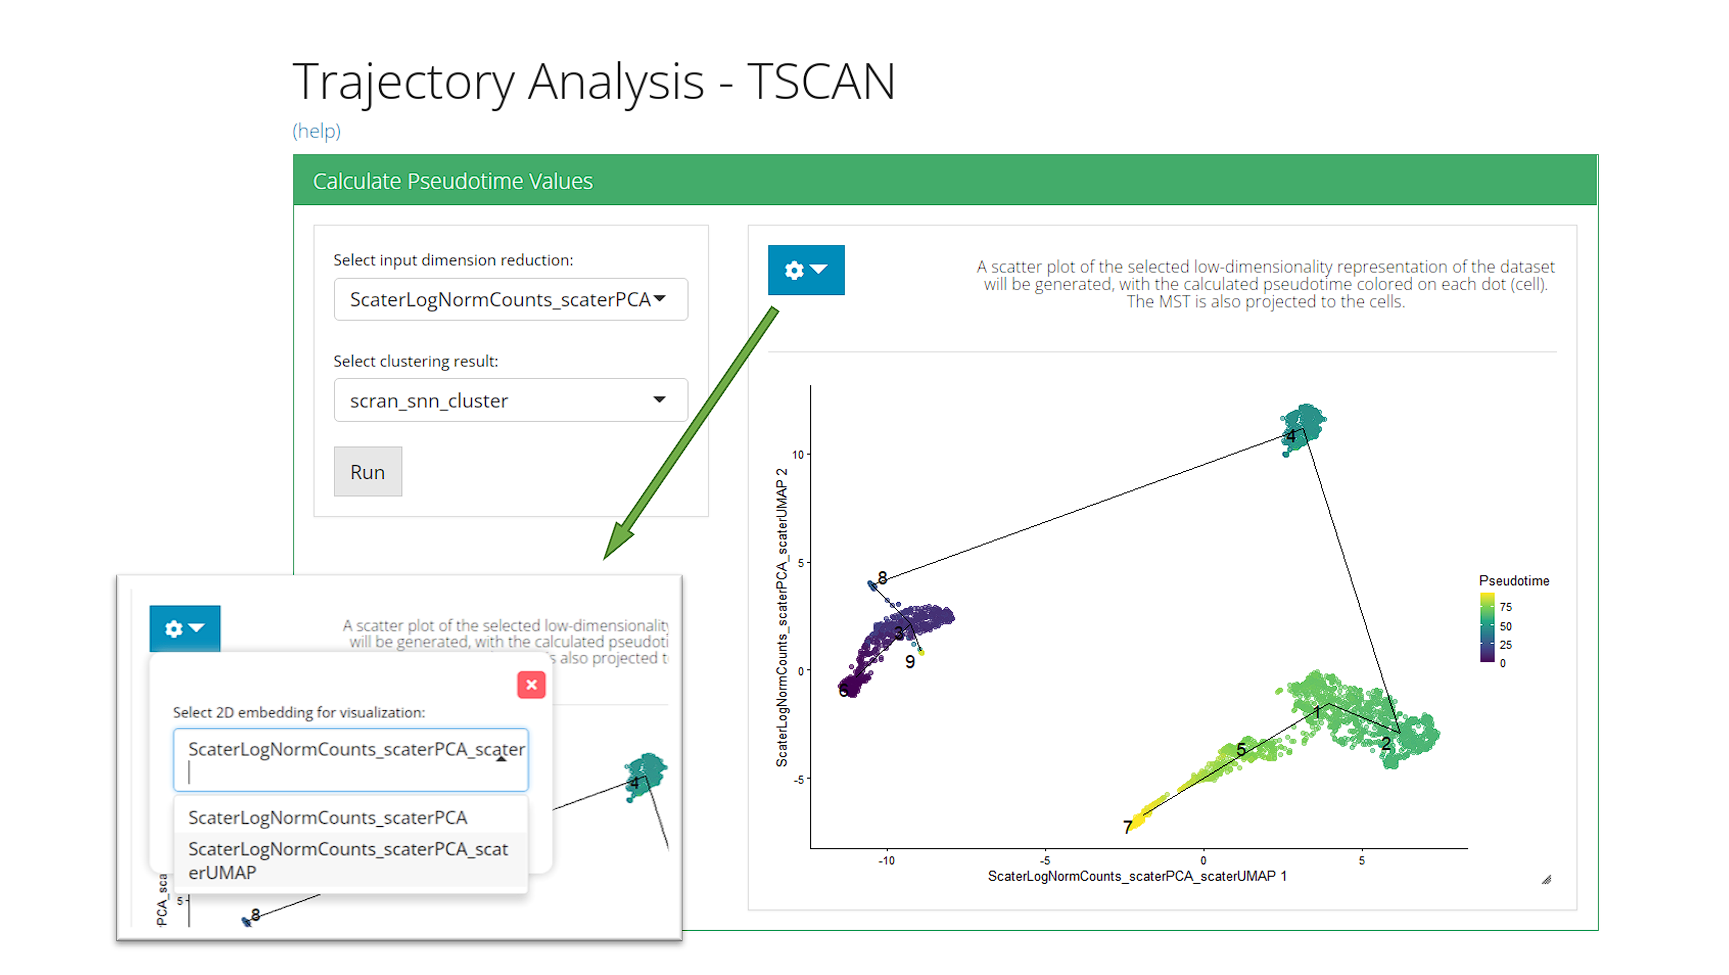 Trajectory Analysis - TSCAN
(help)
Calculate Pseudotime Values
Select input dimension reduction:
ScaterLogNormCounts_scaterPCA
Select clustering result:
scran_snn_cluster
Run
A scatter plot of the selected low-dimensionality representation of the dataset
will be generated, with the calculated pseudotime colored on each dot (cell).
The MST is also projected to the cells.
ScaterLogNormCounts_scaterPCA_scaterUMAP 2
10
5
0
-5
4
8
3
9
6
1
2
5
7
-10
-5
0
5
ScaterLogNormCounts_scaterPCA_scaterUMAP 1
Pseudotime
75
50
25
0
A scatter plot of the selected low-dimensionality
will be generated, with the calculated pseudoti
s also projected t
Select 2D embedding for visualization:
ScaterLogNormCounts_scaterPCA_scater
ScaterLogNormCounts_scaterPCA
ScaterLogNormCounts_scaterPCA_scat
erUMAP
4
PCA_sca
5
8